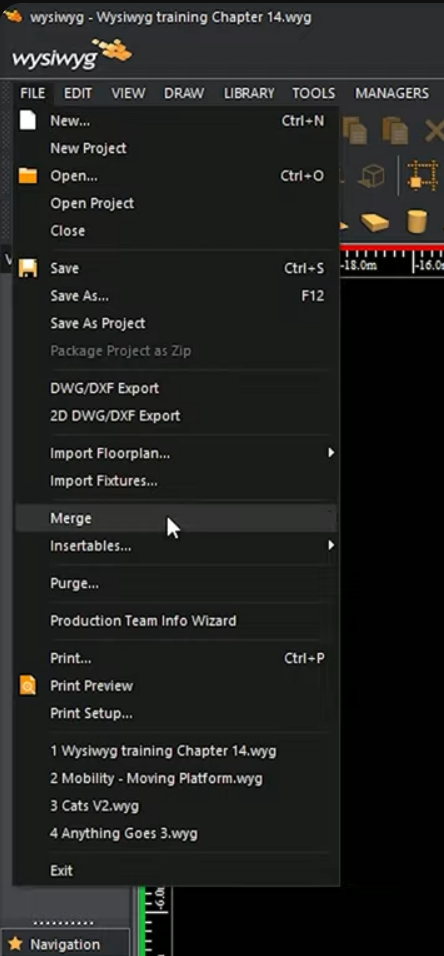 wysiwyg - Wysiwyg training Chapter 14.wyg
wysiwyg
FILE EDIT VIEW DRAW LIBRARY TOOLS MANAGERS
New... Ctrl+N
New Project
Open... Ctrl+O
Open Project
Close
Save Ctrl+S
Save As... F12
Save As Project
Package Project as Zip
DWG/DXF Export
2D DWG/DXF Export
Import Floorplan...
Import Fixtures...
Merge
Insertables...
Purge...
Production Team Info Wizard
Print... Ctrl+P
Print Preview
Print Setup...
1 Wysiwyg training Chapter 14.wyg
2 Mobility - Moving Platform.wyg
3 Cats V2.wyg
4 Anything Goes 3.wyg
Exit
-18.0m
Navigation